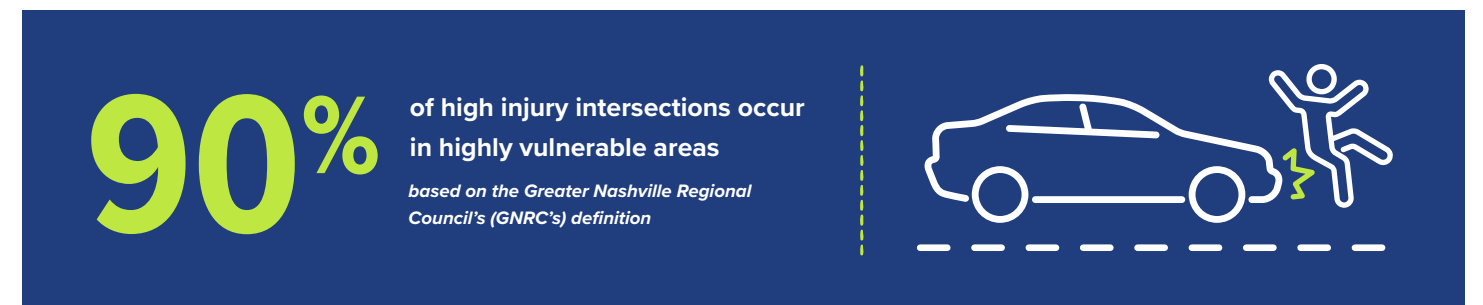 90%
of high injury intersections occur
in highly vulnerable areas
based on the Greater Nashville Regional
Council's (GNRC's) definition